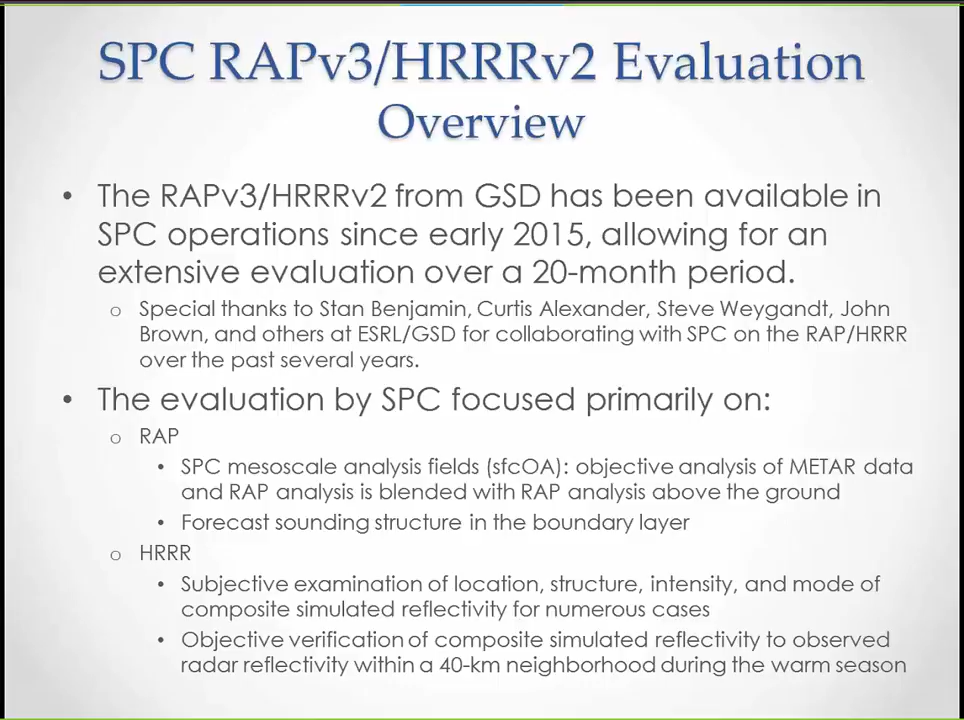 SPC RAPv3/HRRRv2 Evaluation
Overview
• The RAPv3/HRRRv2 from GSD has been available in
SPC operations since early 2015, allowing for an
extensive evaluation over a 20-month period.
o Special thanks to Stan Benjamin, Curtis Alexander, Steve Weygandt, John
Brown, and others at ESRL/GSD for collaborating with SPC on the RAP/HRRR
over the past several years.
• The evaluation by SPC focused primarily on:
o RAP
• SPC mesoscale analysis fields (sfcOA): objective analysis of METAR data
and RAP analysis is blended with RAP analysis above the ground
• Forecast sounding structure in the boundary layer
o HRRR
• Subjective examination of location, structure, intensity, and mode of
composite simulated reflectivity for numerous cases
• Objective verification of composite simulated reflectivity to observed
radar reflectivity within a 40-km neighborhood during the warm season